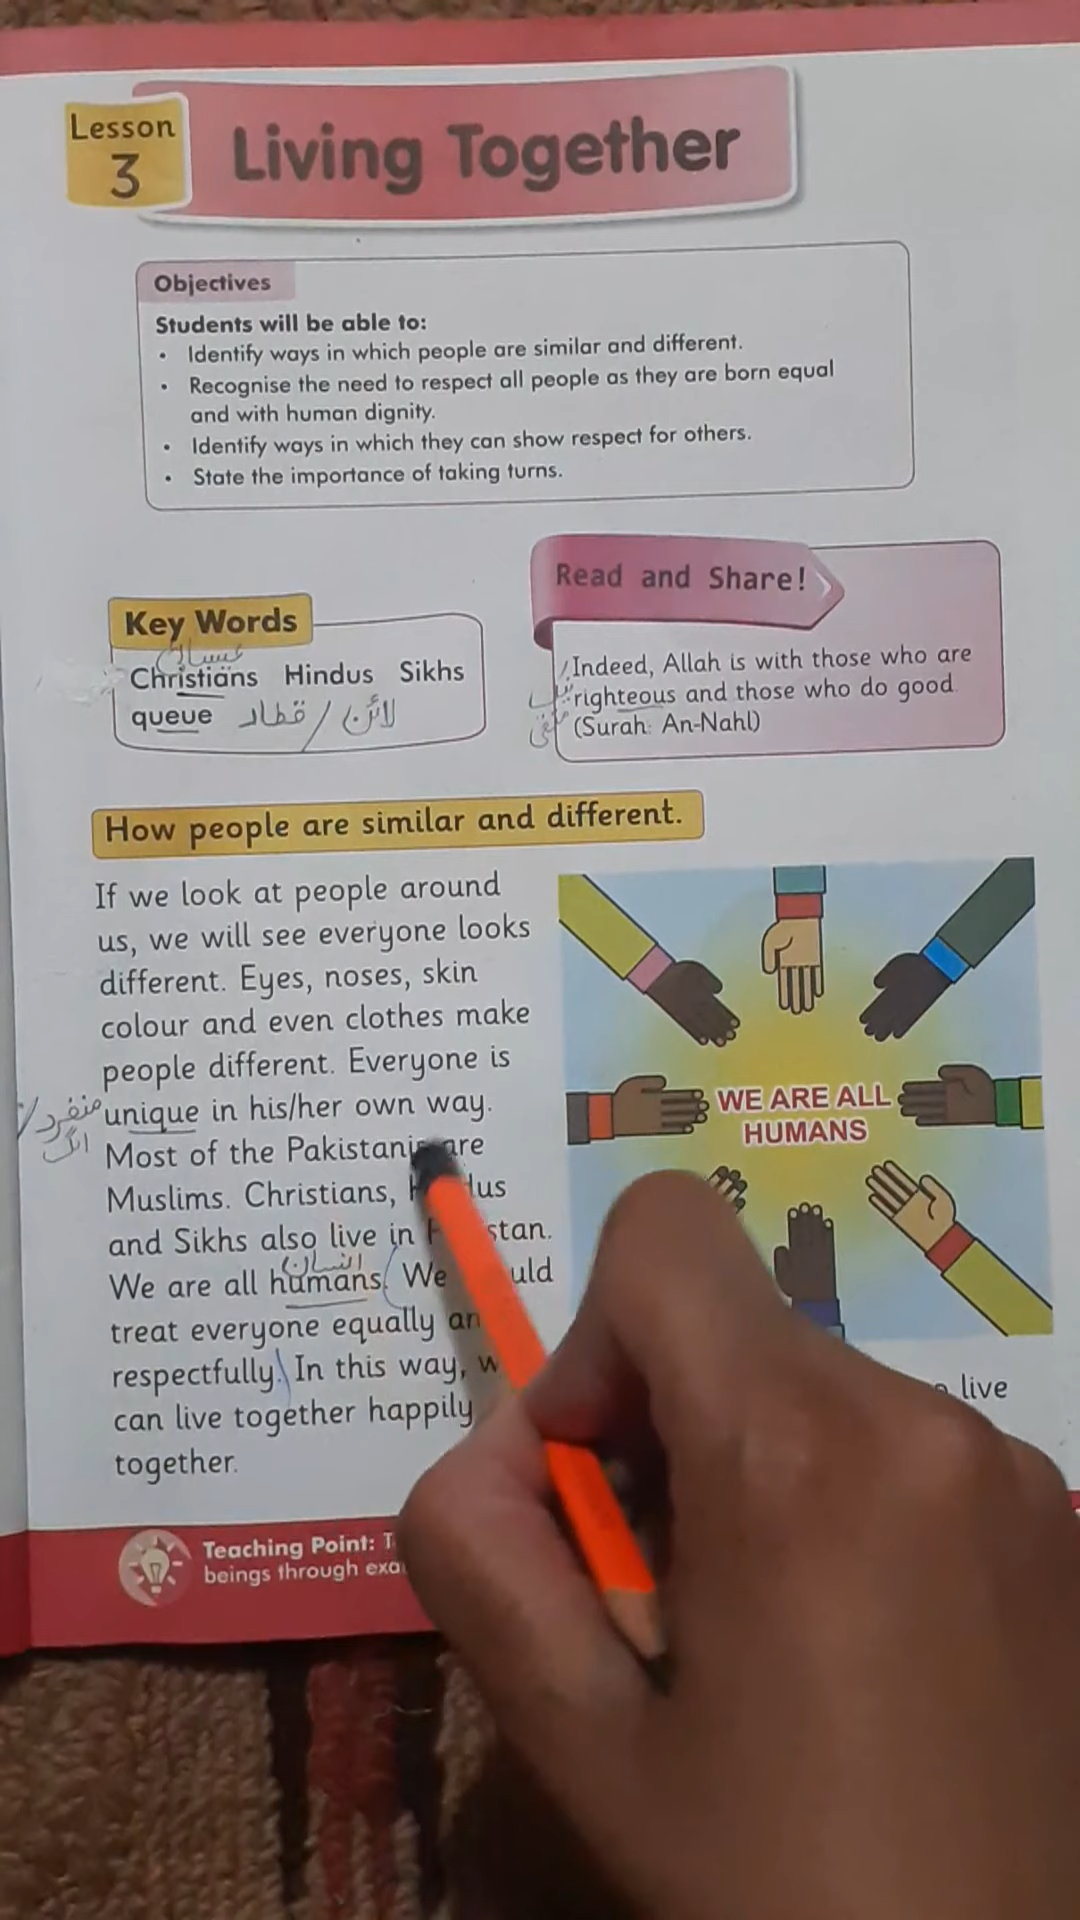 Lesson
3
Living Together
Objectives
Students will be able to:
• Identify ways in which people are similar and different.
• Recognise the need to respect all people as they are born equal
and with human dignity.
• Identify ways in which they can show respect for others.
• State the importance of taking turns.
Key Words
Christians Hindus Sikhs
queue قطار / لائن
Read and Share!
Indeed, Allah is with those who are
righteous and those who do good
(Surah: An-Nahl)
How people are similar and different.
If we look at people around
us, we will see everyone looks
different. Eyes, noses, skin
colour and even clothes make
people different. Everyone is
منفرد
unique in his/her own way.
Most of the are
Muslims. Christians,
and Sikhs also live in
انسان
We are all humans. We
treat everyone equally
respectfully. In this way,
can live together happily
together.
WE ARE ALL
HUMANS
live
Teaching Point:
beings through